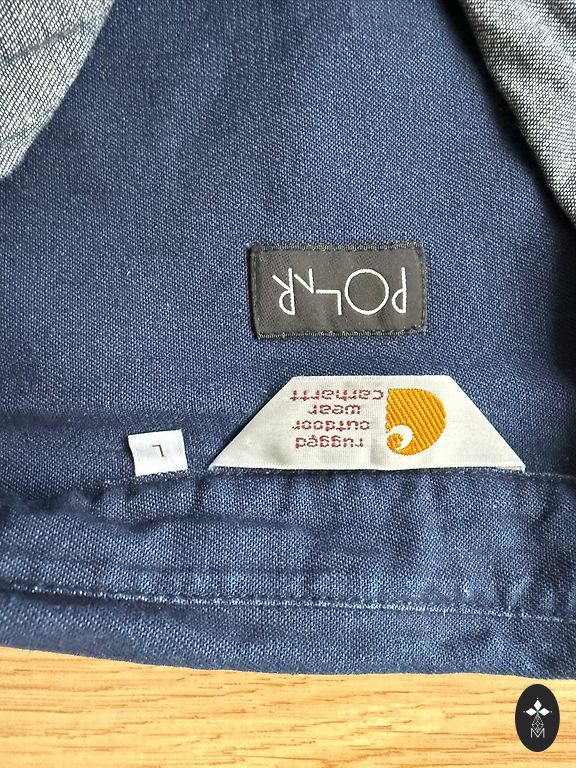 rugged
outdoor
wear
carhartt
L
POLAR
M